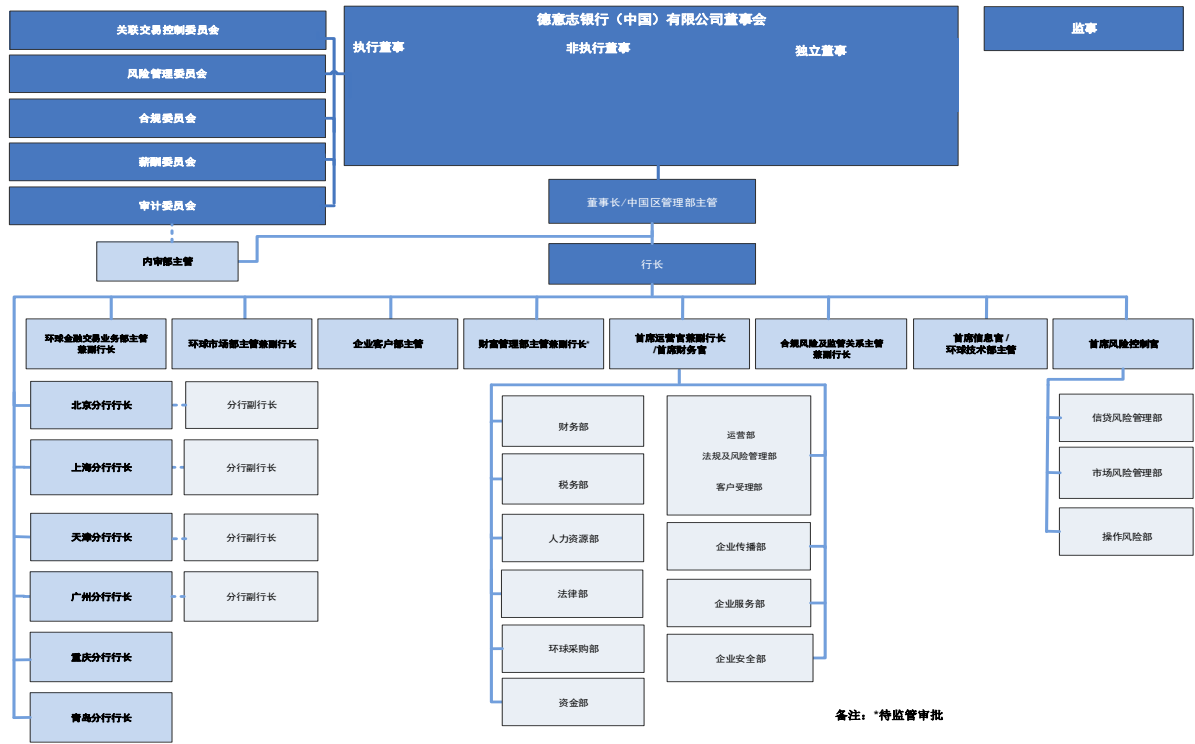 关联交易控制委员会
风险管理委员会
合规委员会
薪酬委员会
审计委员会
内审部主管
德意志银行（中国）有限公司董事会
执行董事
非执行董事
独立董事
监事
董事长/中国区管理部主管
行长
环球金融交易业务部主管
兼副行长
环球市场部主管兼副行长
企业客户部主管
财富管理部主管兼副行长*
首席运营官兼副行长
/首席财务官
合规风险及监管关系主管
兼副行长
首席信息官/
环球技术部主管
首席风险控制官
北京分行行长
分行副行长
上海分行行长
分行副行长
天津分行行长
分行副行长
广州分行行长
分行副行长
重庆分行行长
青岛分行行长
财务部
税务部
人力资源部
法律部
环球采购部
资金部
运营部
法规及风险管理部
客户受理部
企业传播部
企业服务部
企业安全部
信贷风险管理部
市场风险管理部
操作风险部
备注：*待监管审批